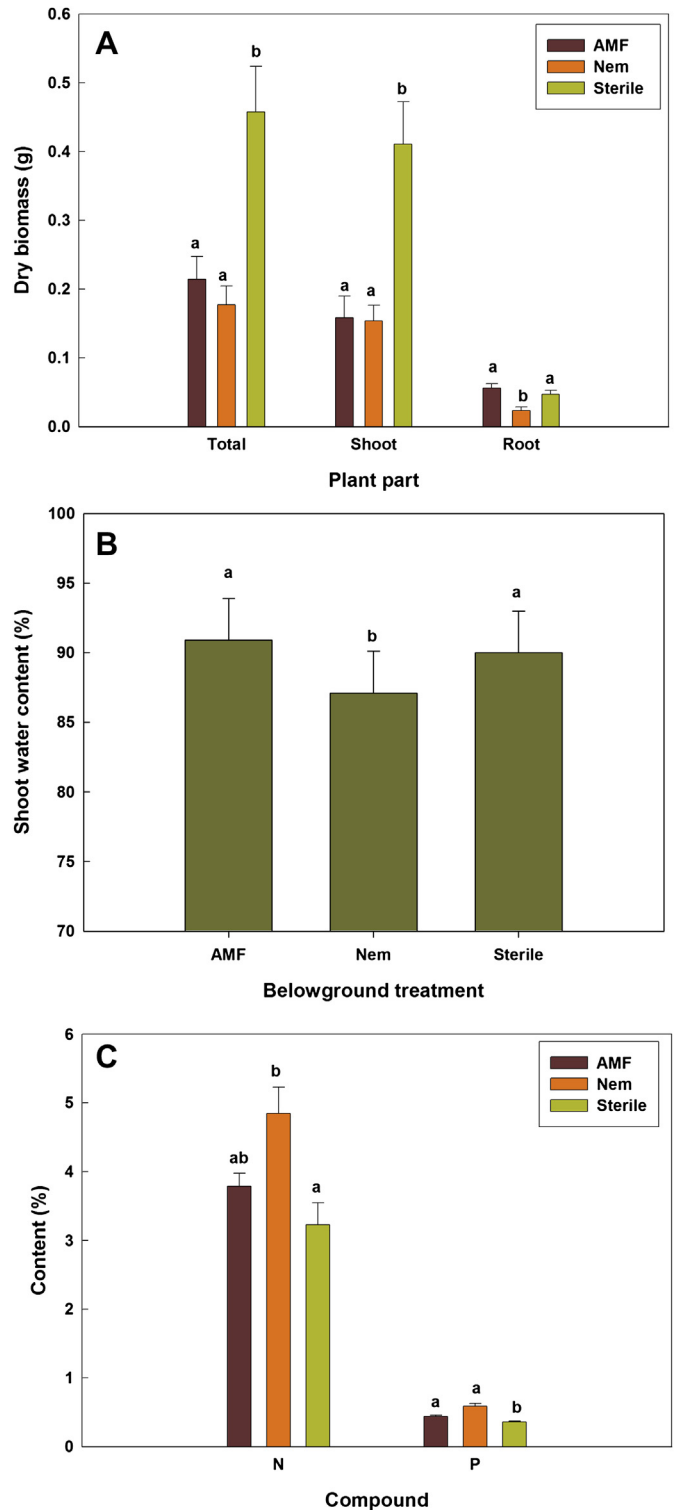 A
AMF
Nem
Sterile
0.6
0.5
0.4
0.3
0.2
0.1
0.0
Dry biomass (g)
a
a
b
a
a
b
a
b
a
Total Shoot Root
Plant part
B
100
95
90
85
80
75
70
Shoot water content (%)
a
b
a
AMF Nem Sterile
Belowground treatment
C
AMF
Nem
Sterile
6
5
4
3
2
1
0
Content (%)
ab
b
a
a
a
b
N P
Compound